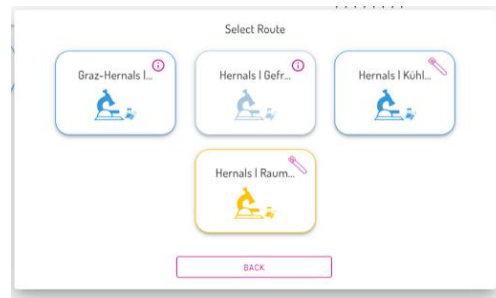 Select Route
Graz-Hernals I...
Hernals I Gefr...
Hernals I Kühl...
Hernals I Raum...
BACK